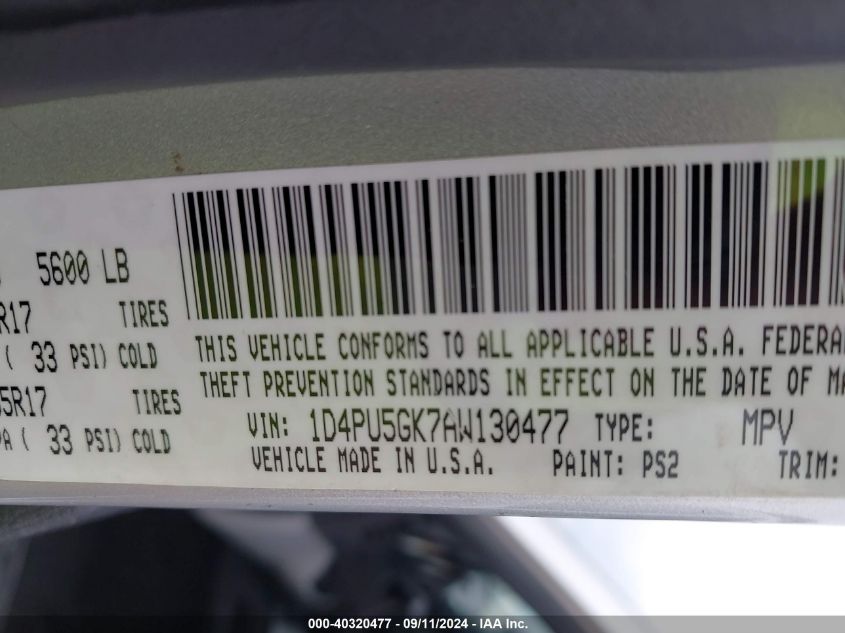 5600 LB
R17 TIRES
( 33 PSI) COLD
5R17 TIRES
PA ( 33 PSI) COLD
THIS VEHICLE CONFORMS TO ALL APPLICABLE U.S.A. FEDERA
THEFT PREVENTION STANDARDS IN EFFECT ON THE DATE OF MA
VIN: 1D4PU5GK7AW130477 TYPE: MPV
VEHICLE MADE IN U.S.A. PAINT: PS2 TRIM:
000-40320477 - 09/11/2024 - IAA Inc.